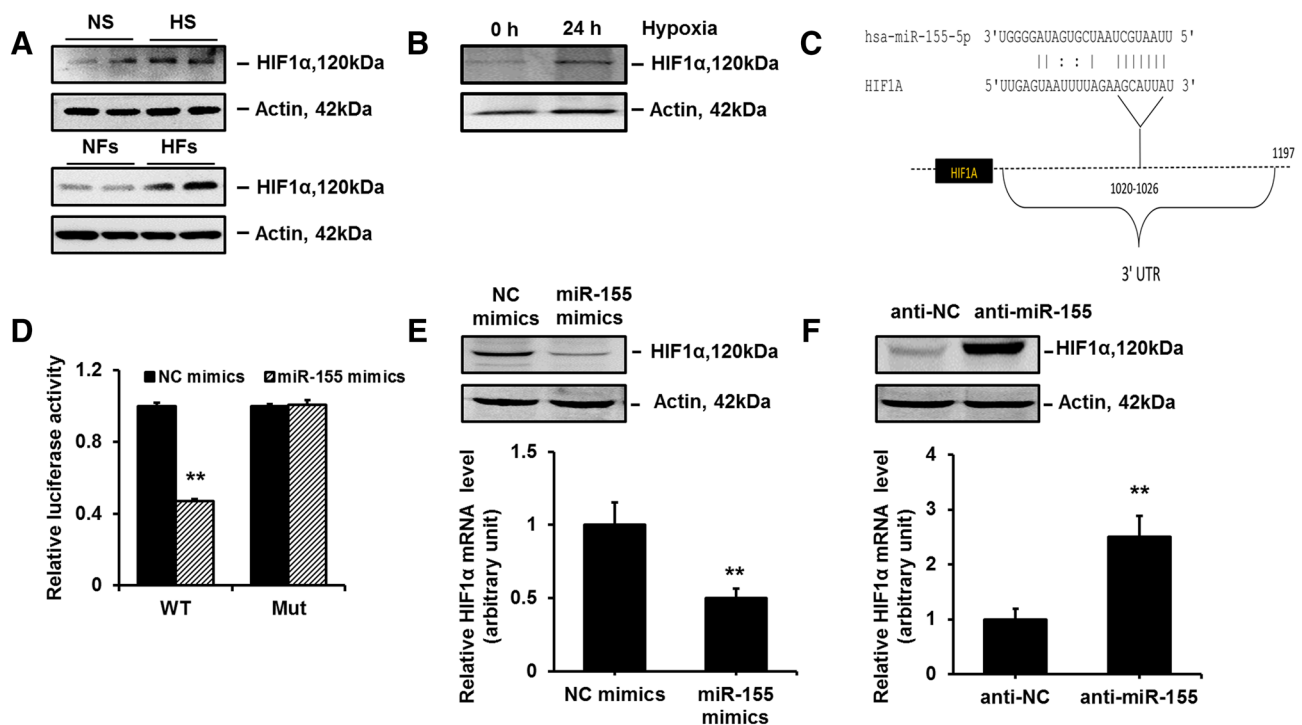 A
NS HS
HIF1α,120kDa
Actin, 42kDa
NFs HFs
HIF1α,120kDa
Actin, 42kDa
B
0 h 24 h Hypoxia
HIF1α,120kDa
Actin, 42kDa
C
hsa-miR-155-5p 3'UGGGGAUAGUGCUAAUCGUAAUU 5'
HIF1A 5'UUGAGUAAUUUUAGAAGCAUUAU 3'
HIF1A
1197
1020-1026
3' UTR
D
Relative luciferase activity
NC mimics miR-155 mimics
1.2
0.8
0.4
0
**
WT Mut
E
NC mimics
miR-155 mimics
HIF1α,120kDa
Actin, 42kDa
Relative HIF1α mRNA level
(arbitrary unit)
1.5
1
0.5
0
**
NC mimics
miR-155
mimics
F
anti-NC anti-miR-155
HIF1α,120kDa
Actin, 42kDa
Relative HIF1α mRNA level
(arbitrary unit)
4
3
2
1
0
**
anti-NC anti-miR-155